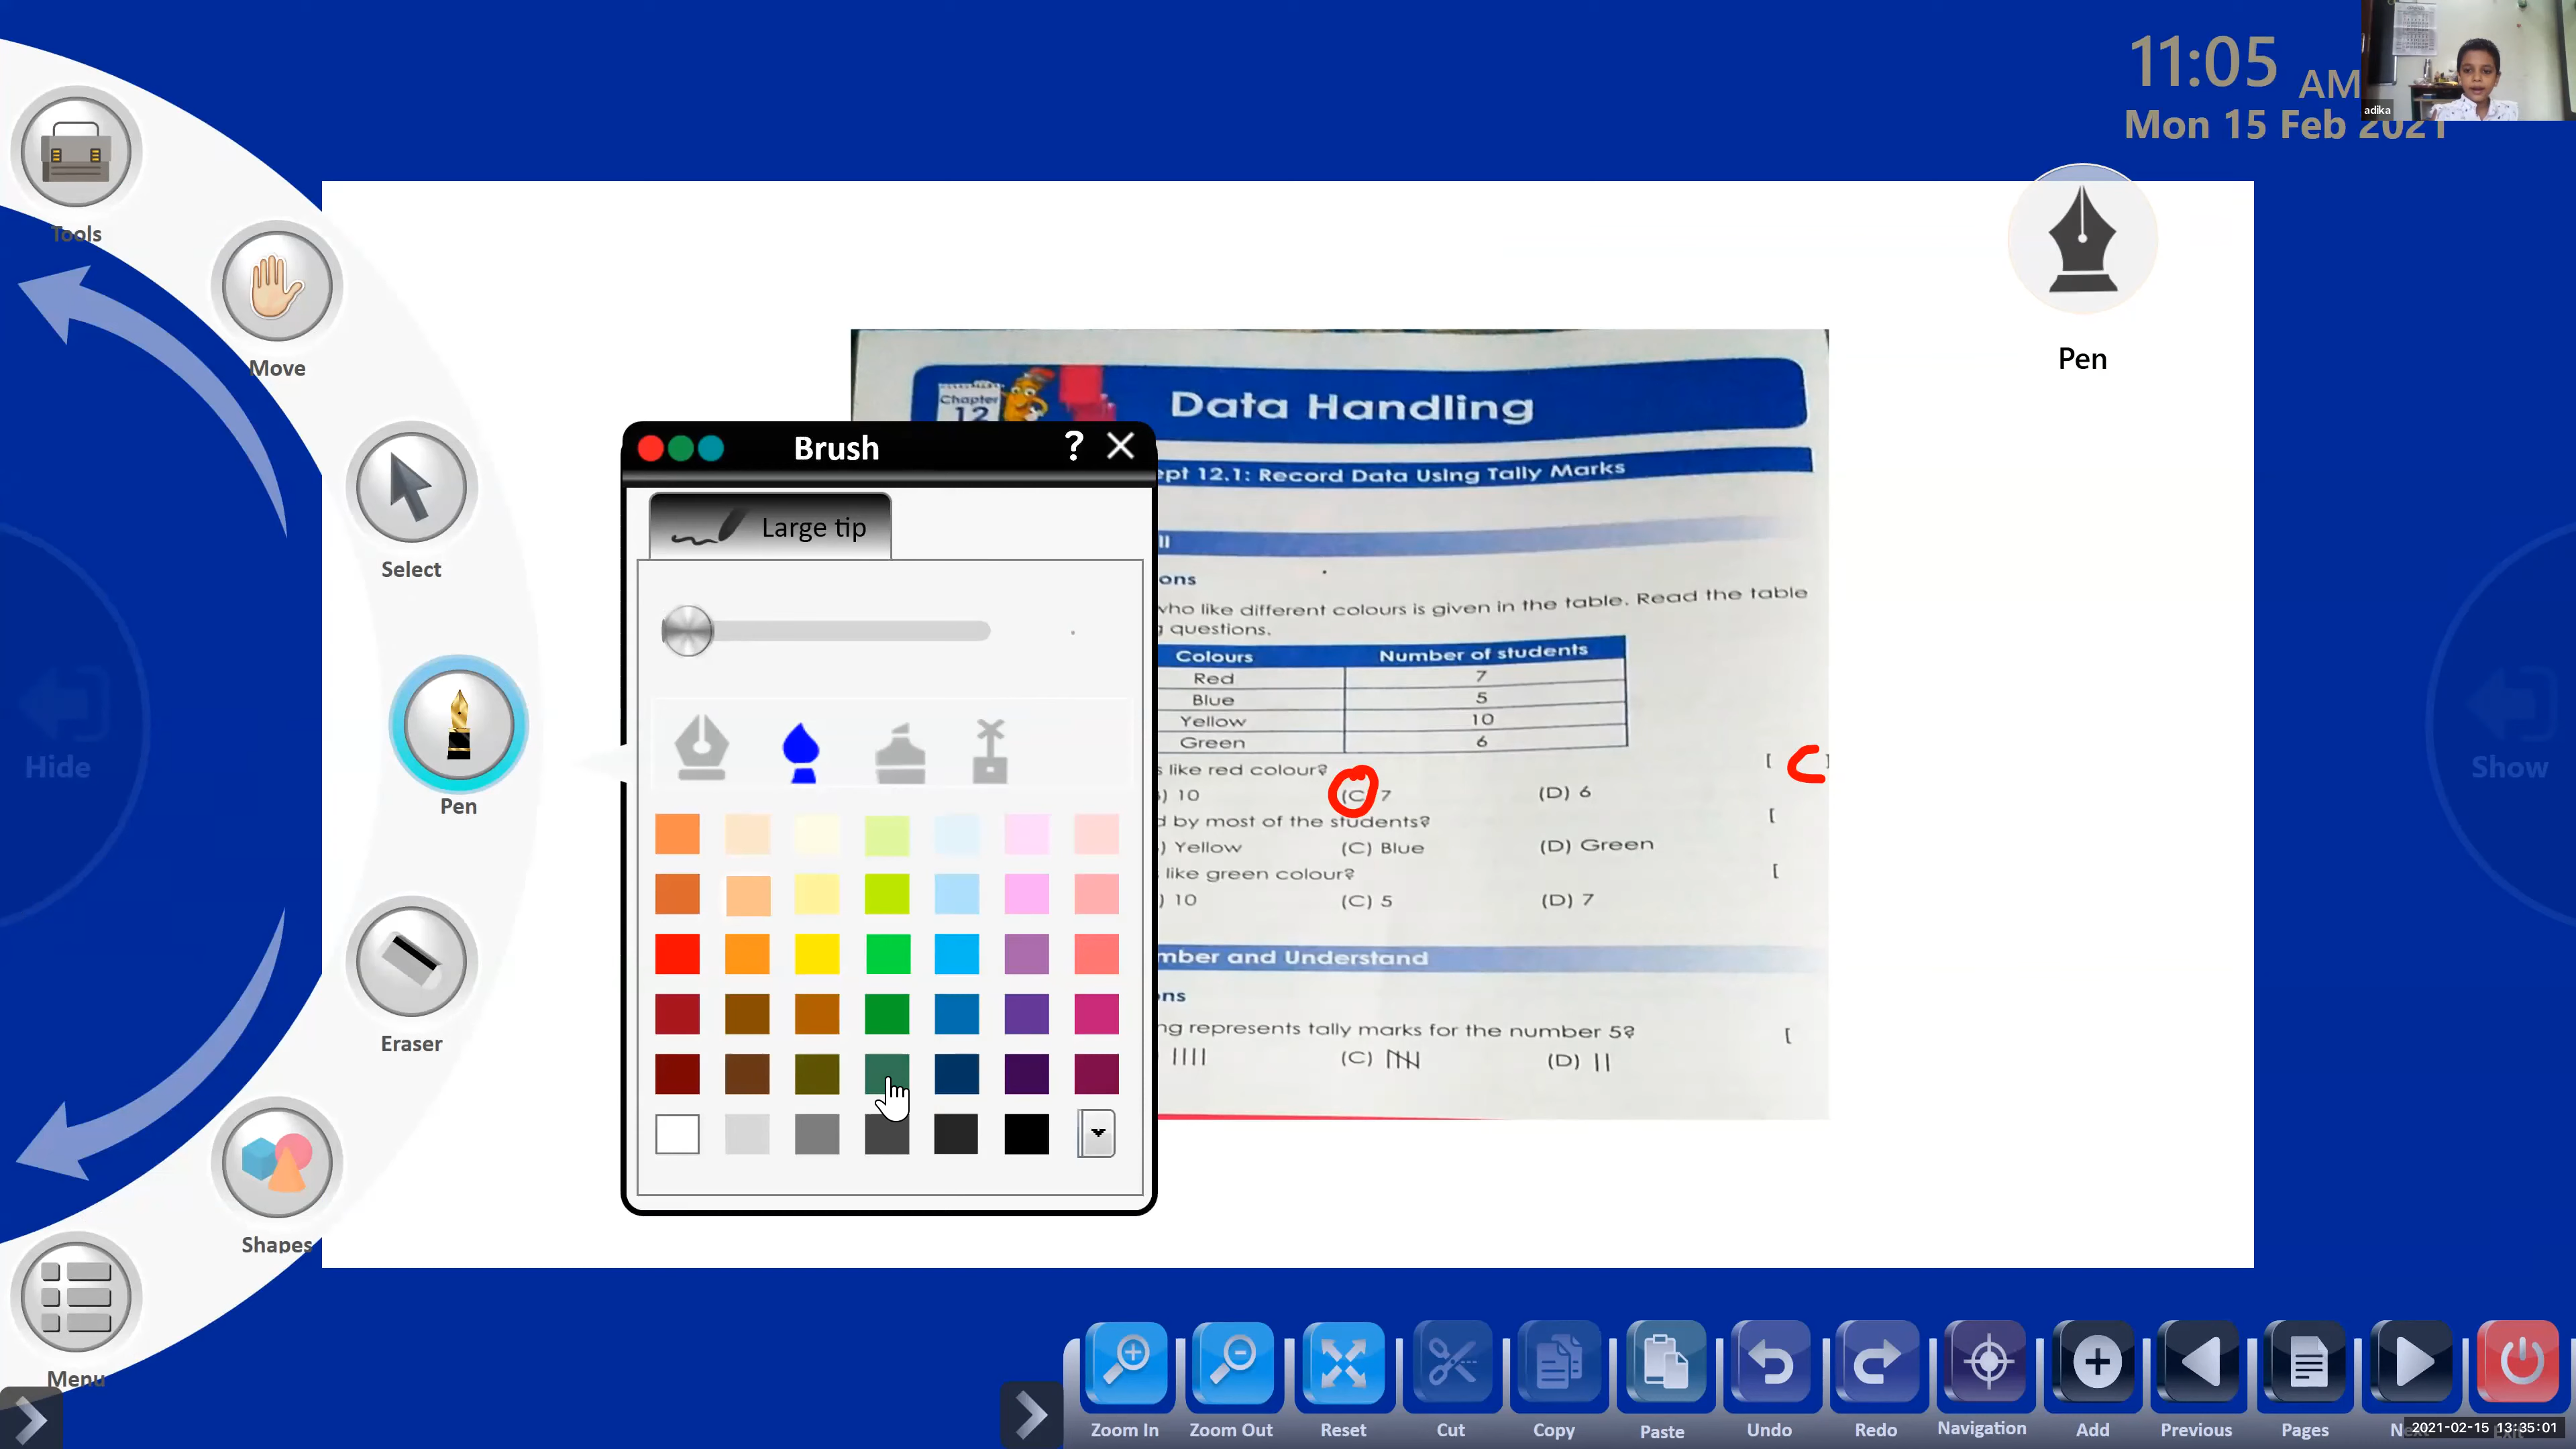 11:05 AM
Mon 15 Feb 2021
adika
Tools
Move
Select
Pen
Eraser
Shapes
Menu
Hide
Show
Pen
Chapter
12
Data Handling
ept 12.1: Record Data Using Tally Marks
ll
ons
who like different colours is given in the table. Read the table
g questions.
Colours Number of students
Red 7
Blue 5
Yellow 10
Green 6
s like red colour? [ C ]
) 10 (C) 7 (D) 6
d by most of the students? [
) Yellow (C) Blue (D) Green
s like green colour? [
) 10 (C) 5 (D) 7
mber and Understand
ons
ng represents tally marks for the number 5? [
(C) (D)
Brush ? X
Large tip
Zoom In Zoom Out Reset Cut Copy Paste Undo Redo Navigation Add Previous Pages
2021-02-15 13:35:01